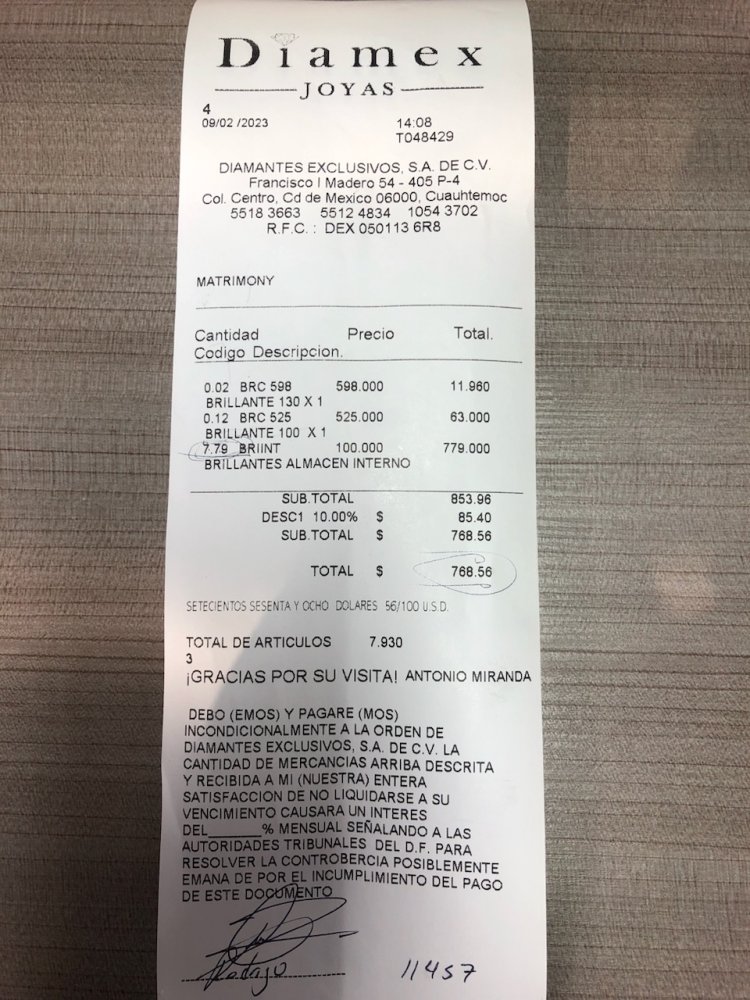 Diamex
JOYAS
4
09/02 /2023 14:08
T048429
DIAMANTES EXCLUSIVOS, S.A. DE C.V.
Francisco I Madero 54 - 405 P-4
Col. Centro, Cd de Mexico 06000, Cuauhtemoc
5518 3663 5512 4834 1054 3702
R.F.C. : DEX 050113 6R8
MATRIMONY
Cantidad Precio Total.
Codigo Descripcion.
0.02 BRC 598 598.000 11.960
BRILLANTE 130 X 1
0.12 BRC 525 525.000 63.000
BRILLANTE 100 X 1
7.79 BRIINT 100.000 779.000
BRILLANTES ALMACEN INTERNO
SUB.TOTAL 853.96
DESC1 10.00% $ 85.40
SUB.TOTAL $ 768.56
TOTAL $ 768.56
SETECIENTOS SESENTA Y OCHO DOLARES 56/100 U.S.D.
TOTAL DE ARTICULOS 7.930
3
¡GRACIAS POR SU VISITA! ANTONIO MIRANDA
DEBO (EMOS) Y PAGARE (MOS)
INCONDICIONALMENTE A LA ORDEN DE
DIAMANTES EXCLUSIVOS, S.A. DE C.V. LA
CANTIDAD DE MERCANCIAS ARRIBA DESCRITA
Y RECIBIDA A MI (NUESTRA) ENTERA
SATISFACCION DE NO LIQUIDARSE A SU
VENCIMIENTO CAUSARA UN INTERES
DEL______% MENSUAL SEÑALANDO A LAS
AUTORIDADES TRIBUNALES DEL D.F. PARA
RESOLVER LA CONTROBERCIA POSIBLEMENTE
EMANA DE POR EL INCUMPLIMIENTO DEL PAGO
DE ESTE DOCUMENTO
11457